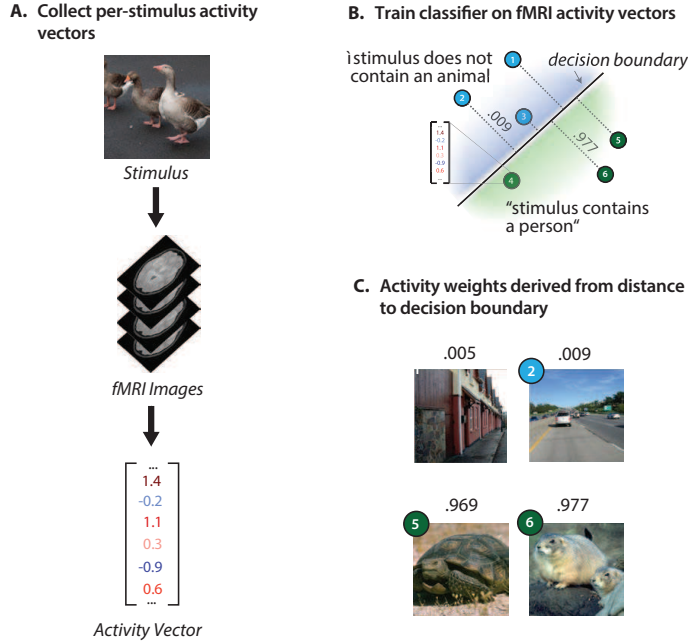 A. Collect per-stimulus activity
vectors
Stimulus
fMRI Images
...
1.4
-0.2
1.1
0.3
-0.9
0.6
...
Activity Vector
B. Train classifier on fMRI activity vectors
ìstimulus does not
contain an animal
decision boundary
1
2
3
.009
.977
...
1.4
-0.2
1.1
0.3
-0.9
0.6
...
4
5
6
“stimulus contains
a person“
C. Activity weights derived from distance
to decision boundary
.005
.009
2
.969
.977
5
6